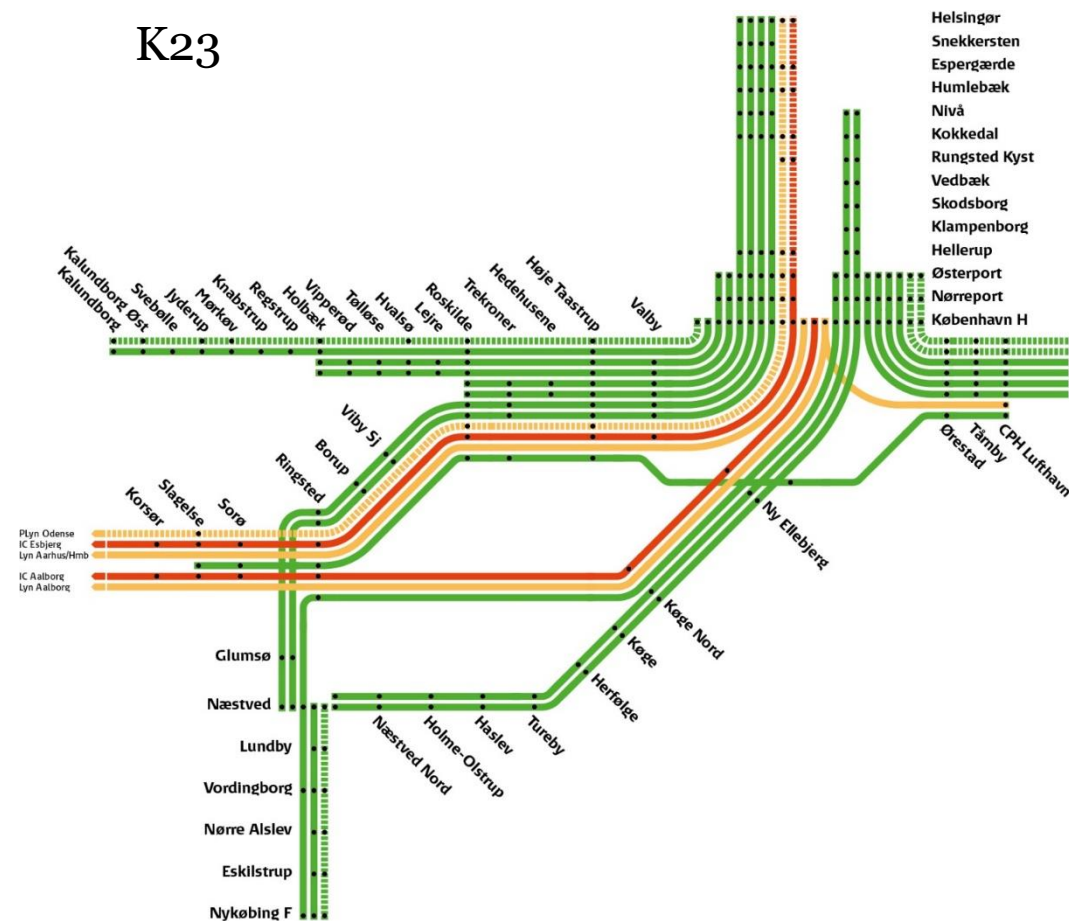 K23
Helsingør
Snekkersten
Espergærde
Humlebæk
Nivå
Kokkedal
Rungsted Kyst
Vedbæk
Skodsborg
Klampenborg
Hellerup
Østerport
Nørreport
København H
Kalundborg
Kalundborg Øst
Svebølle
Jyderup
Mørkøv
Knabstrup
Regstrup
Holbæk
Vipperød
Tølløse
Hvalsø
Lejre
Roskilde
Trekroner
Hedehusene
Høje Taastrup
Valby
Viby Sj
Borup
Ringsted
Sorø
Slagelse
Korsør
PLyn Odense
IC Esbjerg
Lyn Aarhus/Hmb
IC Aalborg
Lyn Aalborg
Ørestad
Tårnby
CPH Lufthavn
Ny Ellebjerg
Køge Nord
Køge
Herfølge
Tureby
Haslev
Holme-Olstrup
Næstved Nord
Glumsø
Næstved
Lundby
Vordingborg
Nørre Alslev
Eskilstrup
Nykøbing F